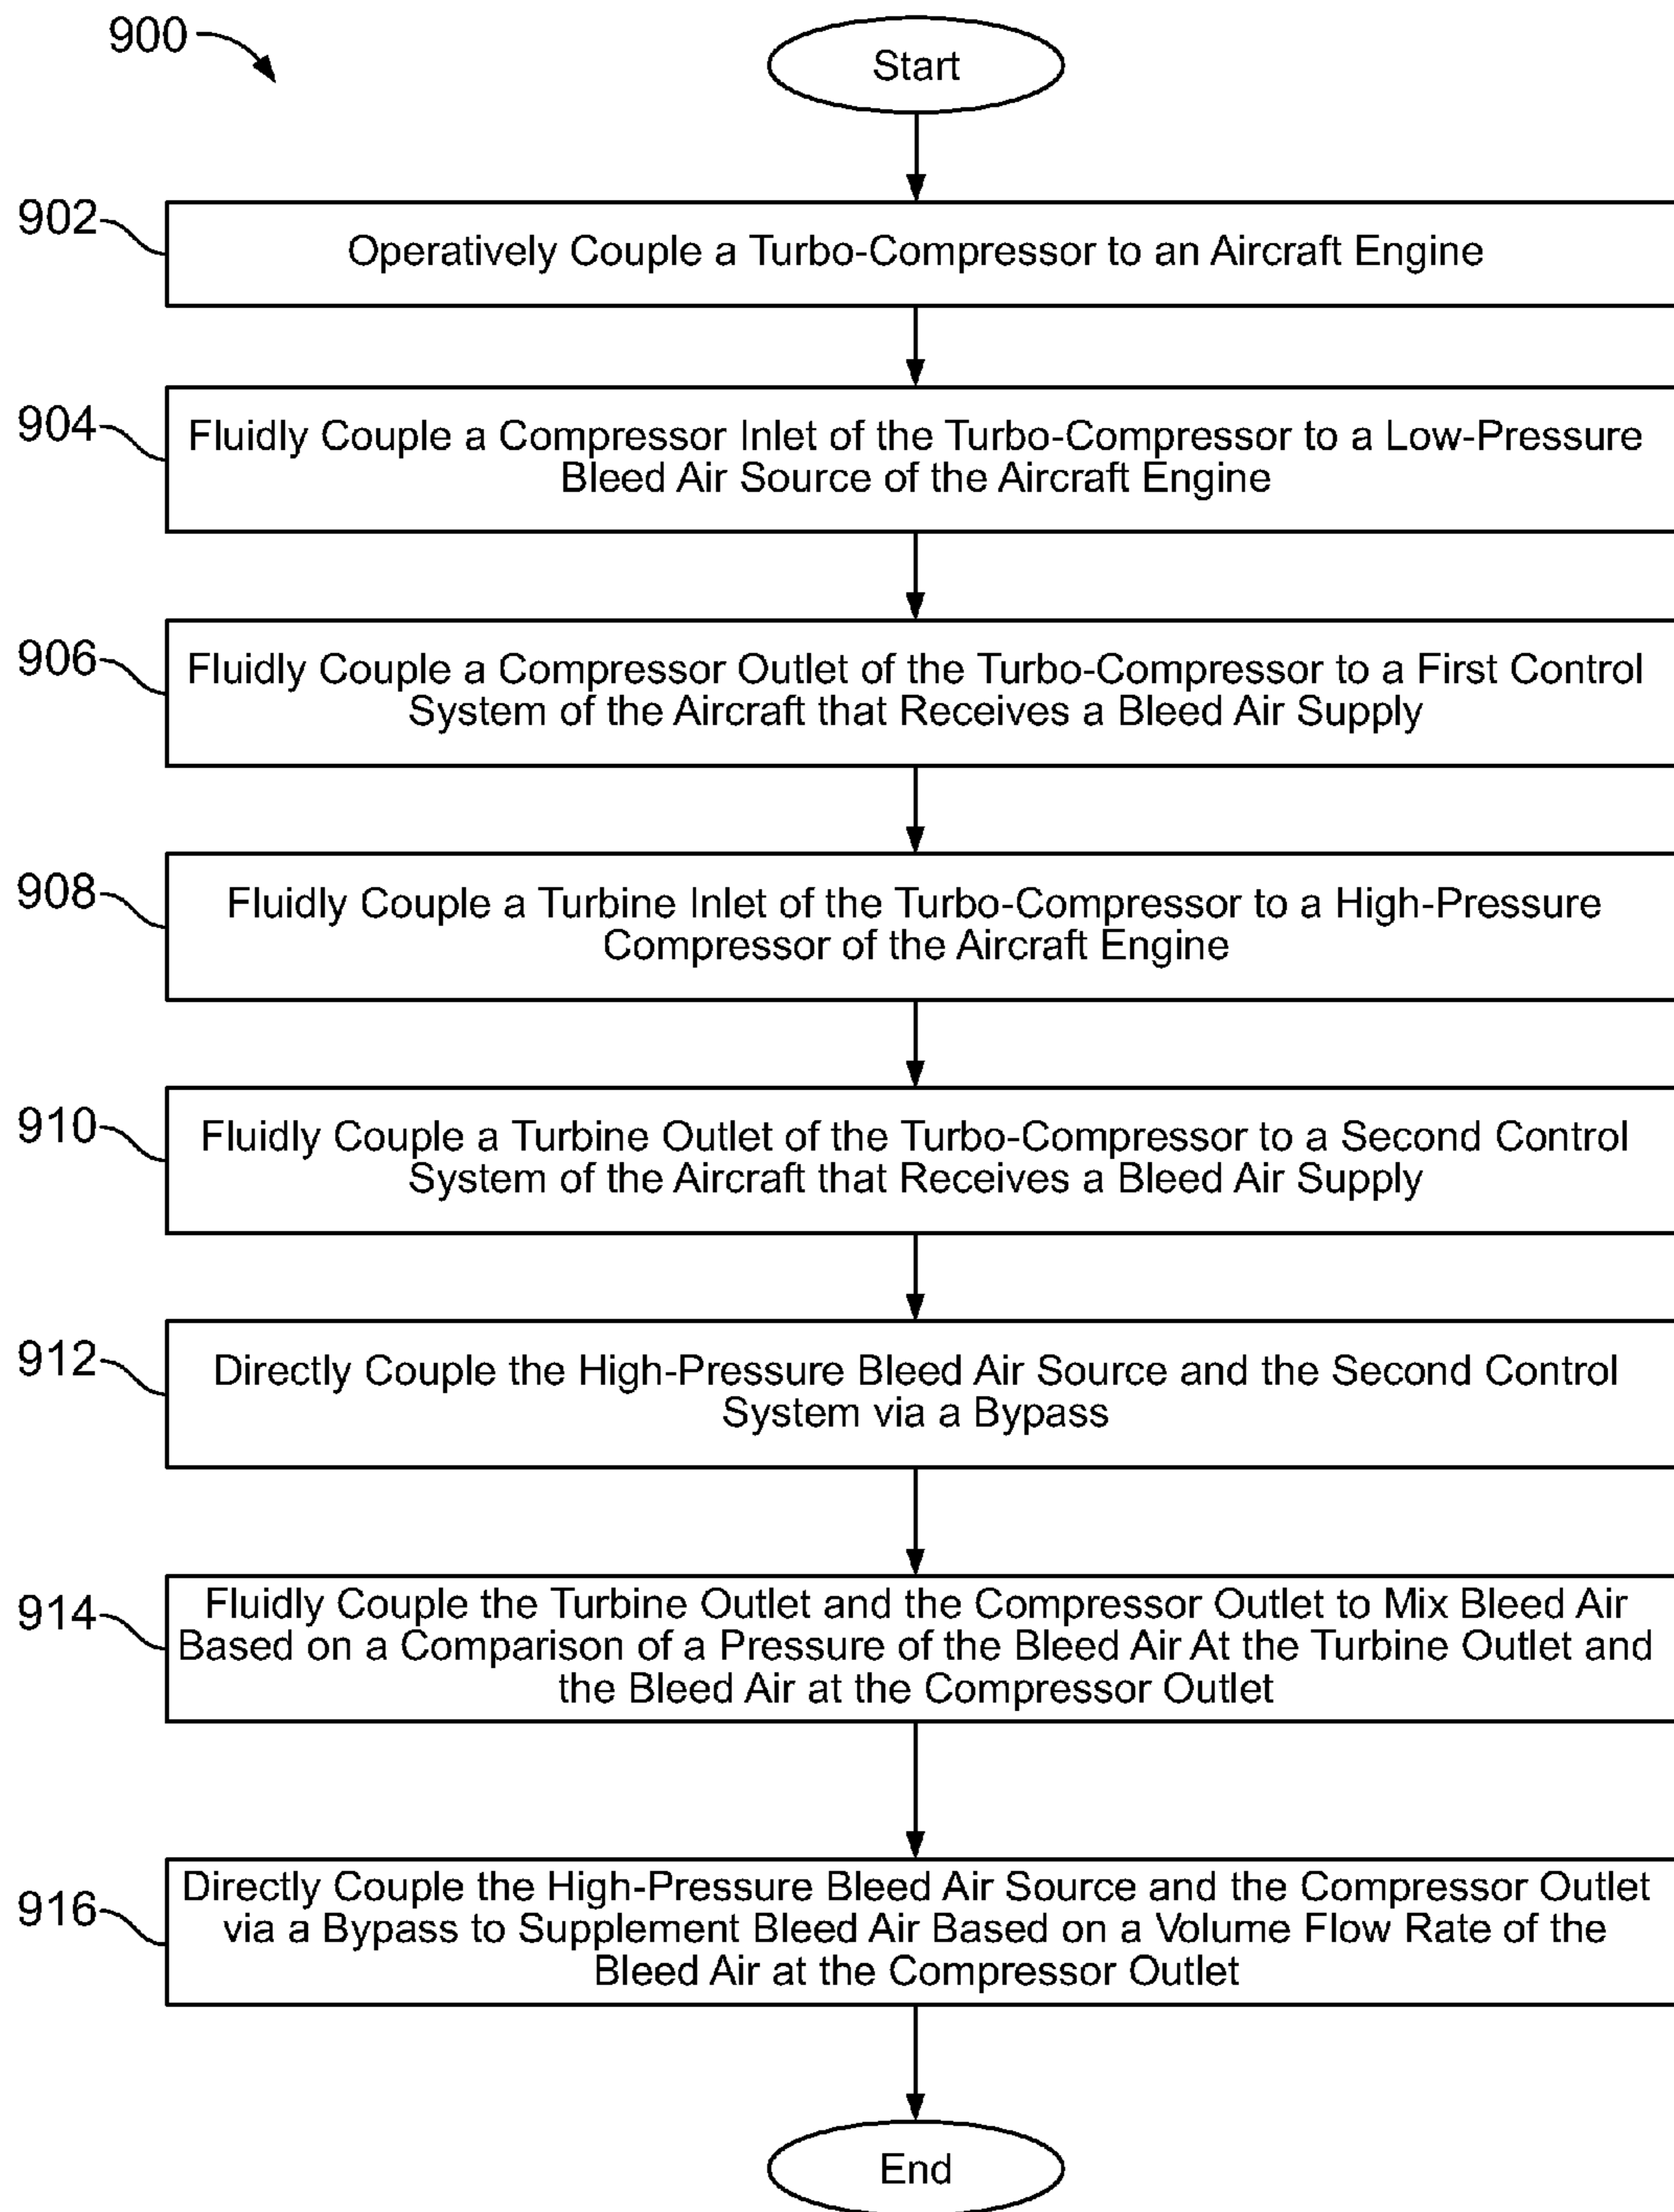 900
Start
902
Operatively Couple a Turbo-Compressor to an Aircraft Engine
904
Fluidly Couple a Compressor Inlet of the Turbo-Compressor to a Low-Pressure
Bleed Air Source of the Aircraft Engine
906
Fluidly Couple a Compressor Outlet of the Turbo-Compressor to a First Control
System of the Aircraft that Receives a Bleed Air Supply
908
Fluidly Couple a Turbine Inlet of the Turbo-Compressor to a High-Pressure
Compressor of the Aircraft Engine
910
Fluidly Couple a Turbine Outlet of the Turbo-Compressor to a Second Control
System of the Aircraft that Receives a Bleed Air Supply
912
Directly Couple the High-Pressure Bleed Air Source and the Second Control
System via a Bypass
914
Fluidly Couple the Turbine Outlet and the Compressor Outlet to Mix Bleed Air
Based on a Comparison of a Pressure of the Bleed Air At the Turbine Outlet and
the Bleed Air at the Compressor Outlet
916
Directly Couple the High-Pressure Bleed Air Source and the Compressor Outlet
via a Bypass to Supplement Bleed Air Based on a Volume Flow Rate of the
Bleed Air at the Compressor Outlet
End